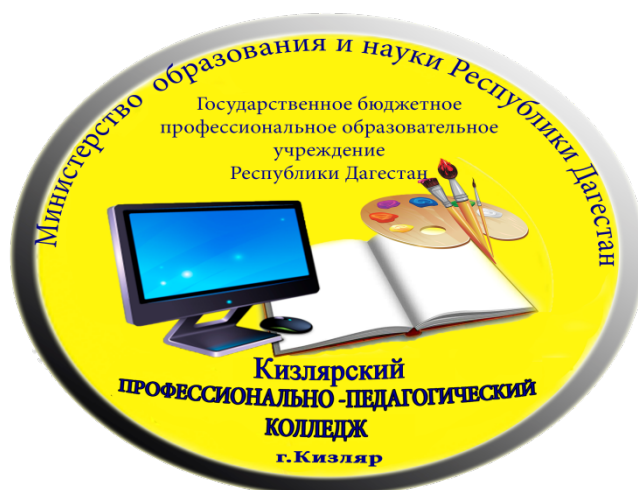 Министерство образования и науки Республики Дагестан
Государственное бюджетное
профессиональное образовательное
учреждение
Республики Дагестан
Кизлярский
ПРОФЕССИОНАЛЬНО -ПЕДАГОГИЧЕСКИЙ
КОЛЛЕДЖ
г.Кизляр